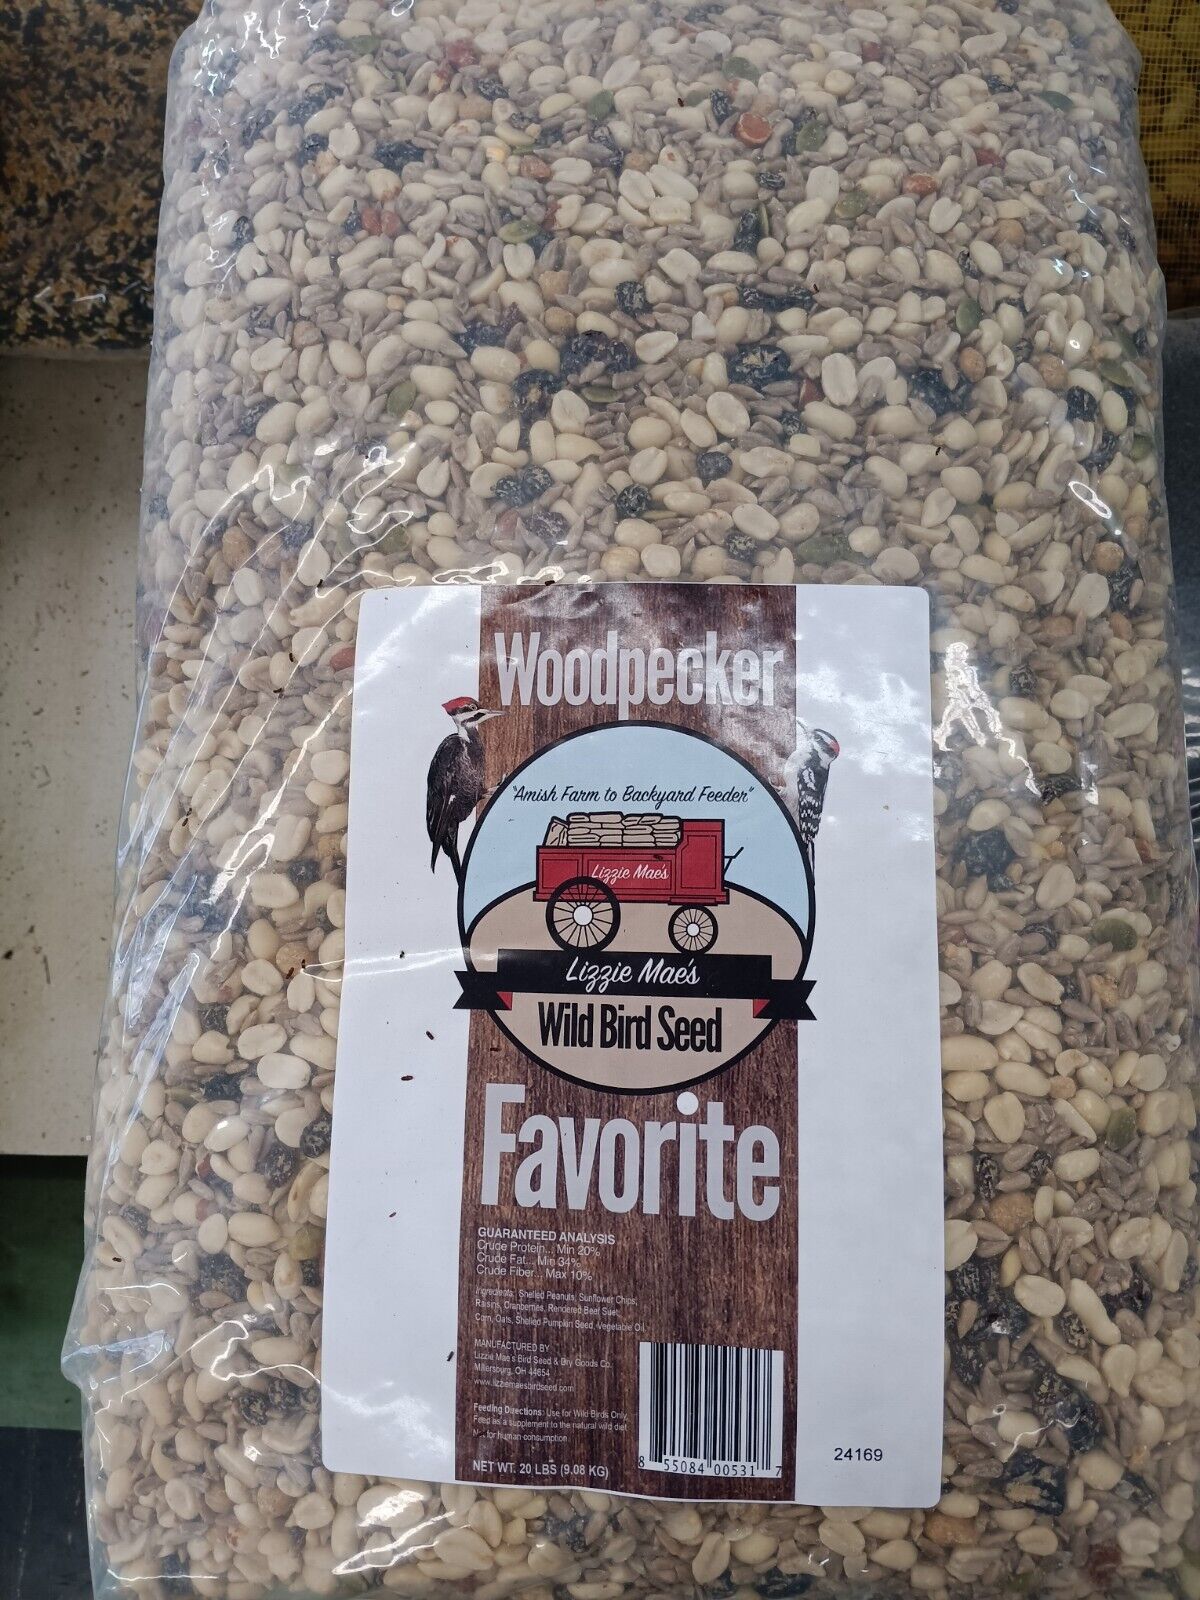 Woodpecker
"Amish Farm to Backyard Feeder"
Lizzie Mae's
Lizzie Mae's
Wild Bird Seed
Favorite
GUARANTEED ANALYSIS
Crude Protein... Min 20%
Crude Fat... Min 34%
Crude Fiber... Max 10%
Ingredients: Shelled Peanuts, Sunflower Chips,
Raisins, Cranberries, Rendered Beef Suet,
Corn, Oats, Shelled Pumpkin Seed, Vegetable Oil
MANUFACTURED BY
Lizzie Mae's Bird Seed & Dry Goods Co.
Millersburg, OH 44654
www.lizziemaesbirdseed.com
Feeding Directions: Use for Wild Birds Only.
Feed as a supplement to the natural wild diet
Not for human consumption
NET WT. 20 LBS (9.08 KG)
8 55084 00531 7
24169